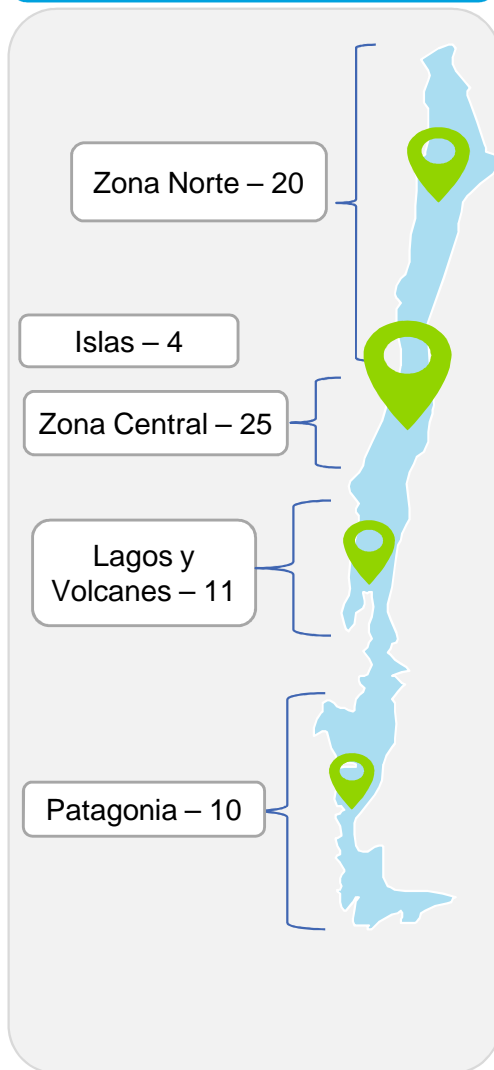 Zona Norte – 20
Islas – 4
Zona Central – 25
Lagos y
Volcanes – 11
Patagonia – 10